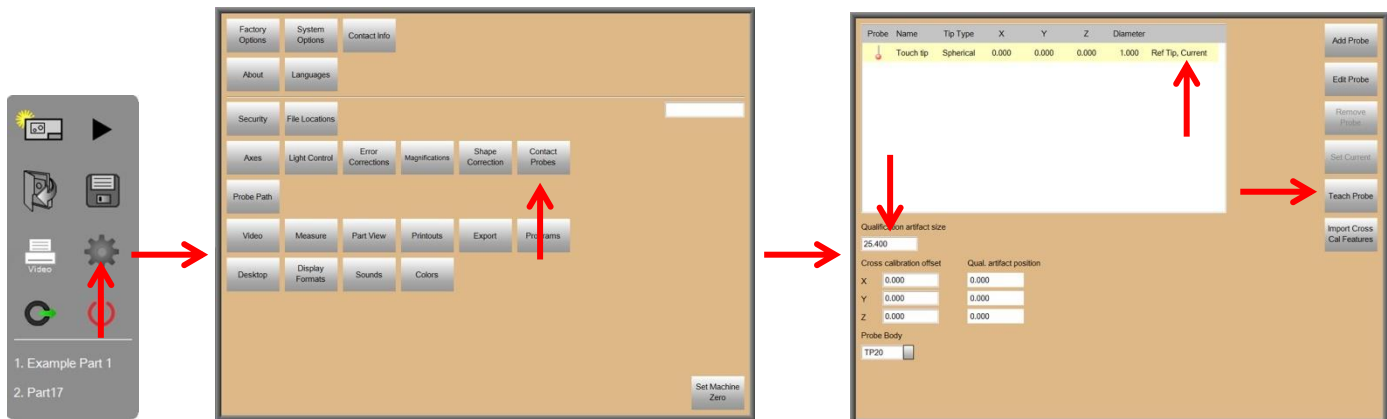 Video
1. Example Part 1
2. Part17
Factory
Options
System
Options
Contact Info
About
Languages
Security
File Locations
Axes
Light Control
Error
Corrections
Magnifications
Shape
Correction
Contact
Probes
Probe Path
Video
Measure
Part View
Printouts
Export
Programs
Desktop
Display
Formats
Sounds
Colors
Set Machine
Zero
Probe Name Tip Type X Y Z Diameter
Touch tip Spherical 0.000 0.000 0.000 1.000 Ref Tip, Current
Add Probe
Edit Probe
Remove
Probe
Set Current
Teach Probe
Import Cross
Cal Features
Qualification artifact size
25.400
Cross calibration offset Qual. artifact position
X 0.000 0.000
Y 0.000 0.000
Z 0.000 0.000
Probe Body
TP20